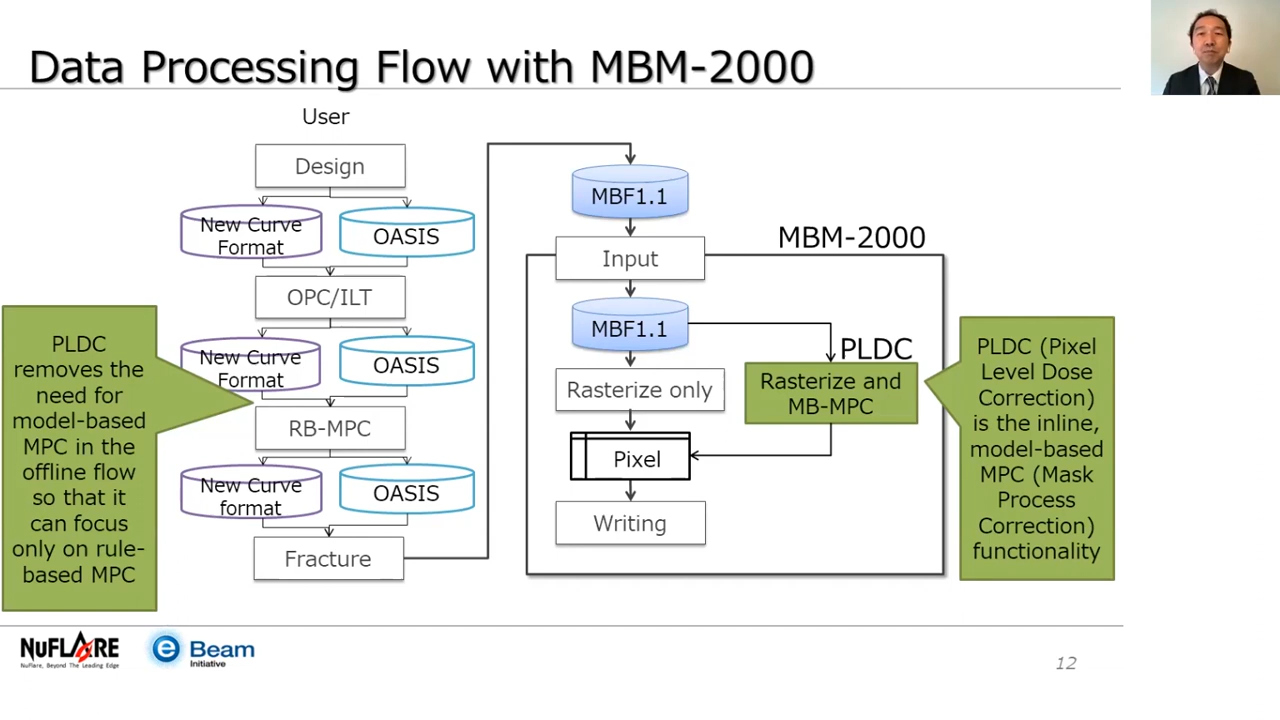 Data Processing Flow with MBM-2000
User
Design
New Curve
Format
OASIS
OPC/ILT
New Curve
Format
OASIS
RB-MPC
New Curve
format
OASIS
Fracture
PLDC
removes the
need for
model-based
MPC in the
offline flow
so that it
can focus
only on rule-
based MPC
MBF1.1
MBM-2000
Input
MBF1.1
PLDC
Rasterize only
Rasterize and
MB-MPC
Pixel
Writing
PLDC (Pixel
Level Dose
Correction)
is the inline,
model-based
MPC (Mask
Process
Correction)
functionality
NUFLARE
Nuflare, Beyond The Leading Edge
e Beam
Initiative
12